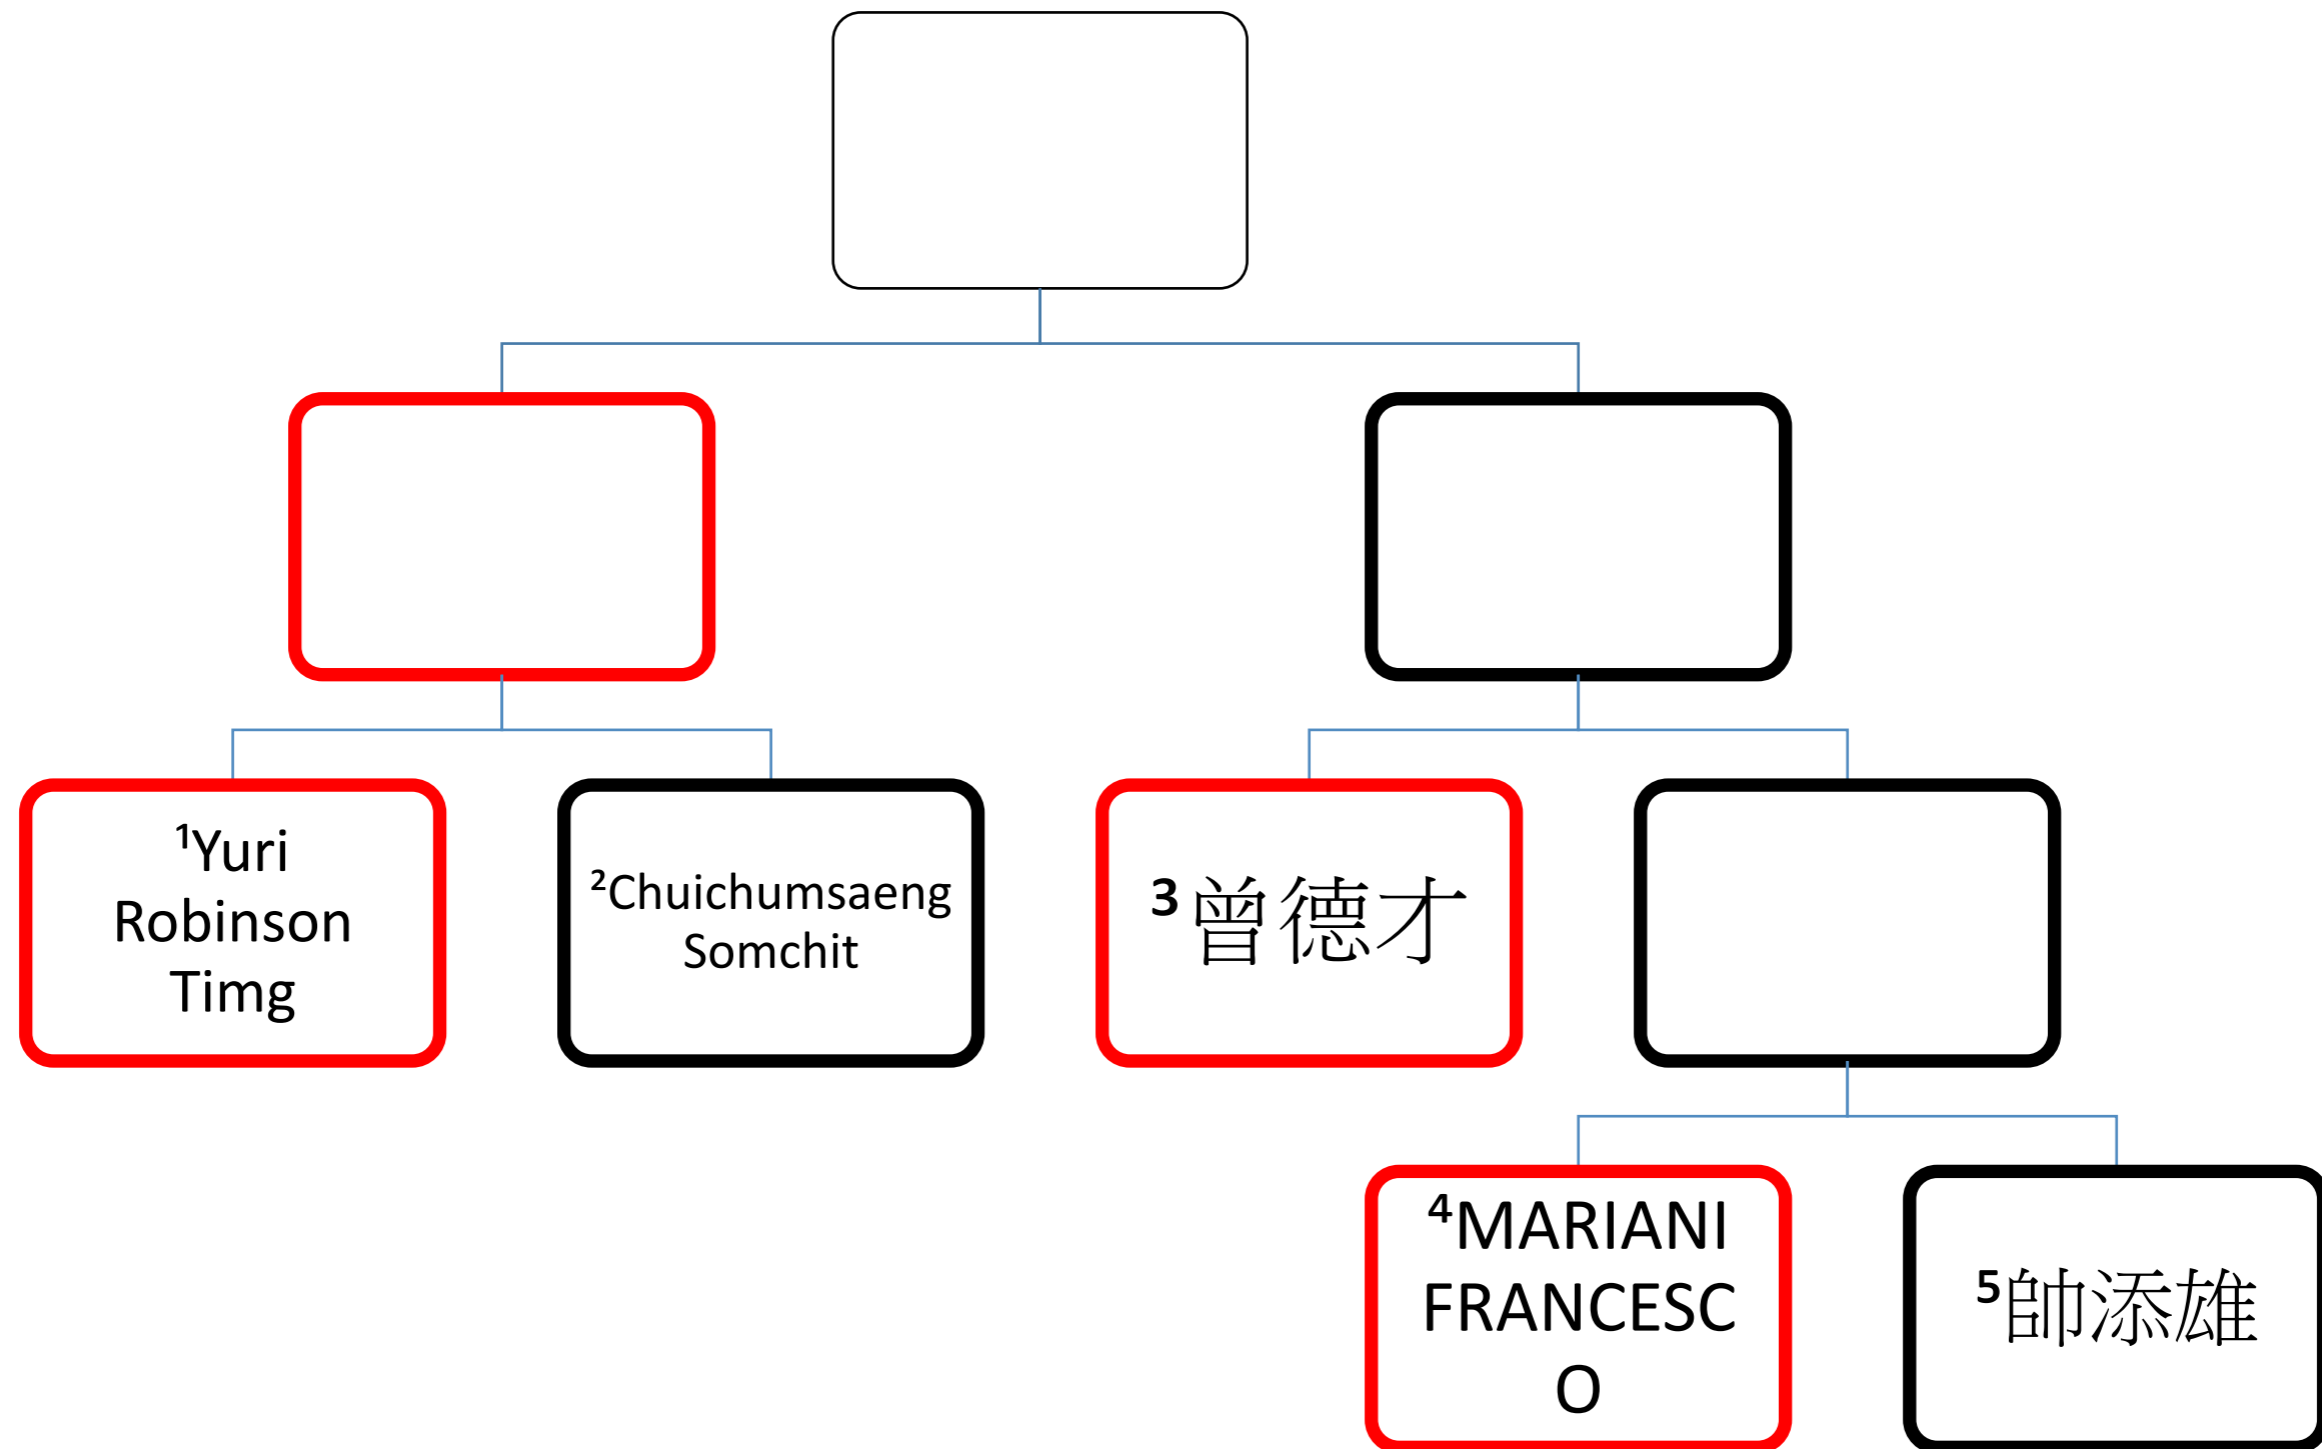 ¹Yuri
Robinson
Timg
²Chuichumsaeng
Somchit
³曾德才
⁴MARIANI
FRANCESC
O
⁵帥添雄